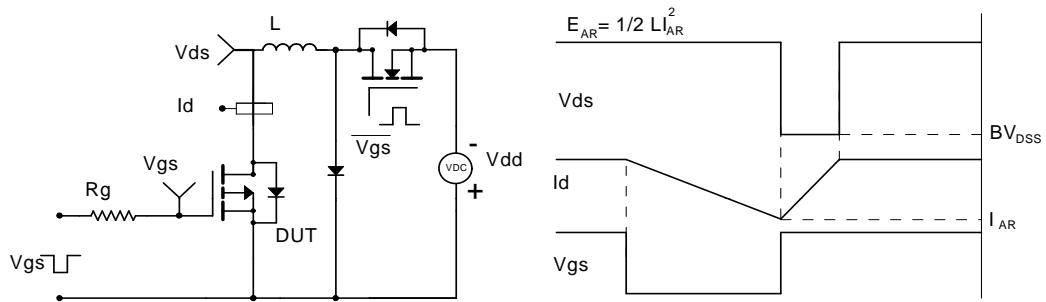 L
E_AR= 1/2 LI_AR^2
Vds
Id
Vgs
Vgs
Rg
DUT
Vgs
-
VDC
+
Vdd
Vds
BV_DSS
Id
I_AR
Vgs